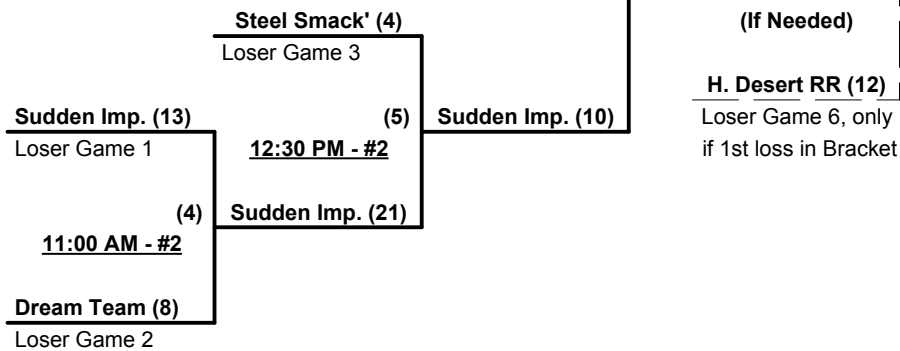 Steel Smack' (4)
(If Needed)
Loser Game 3
H. Desert RR (12)
Sudden Imp. (13)
(5)
Sudden Imp. (10)
Loser Game 6, only
Loser Game 1
12:30 PM - #2
if 1st loss in Bracket
(4)
Sudden Imp. (21)
11:00 AM - #2
Dream Team (8)
Loser Game 2